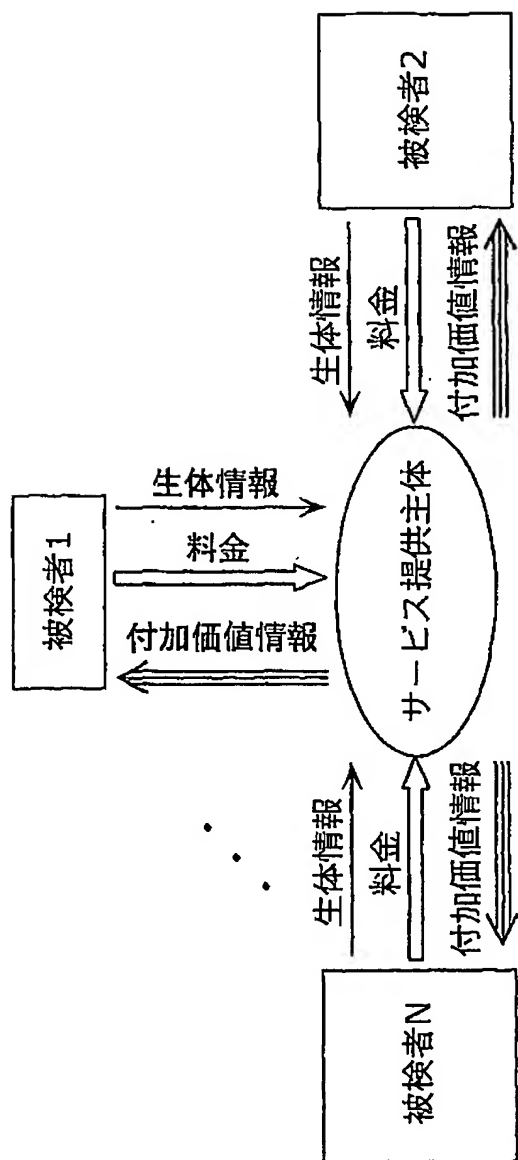 被検者1
生体情報
料金
付加価値情報
被検者2
生体情報
料金
付加価値情報
サービス提供主体
生体情報
料金
付加価値情報
被検者N